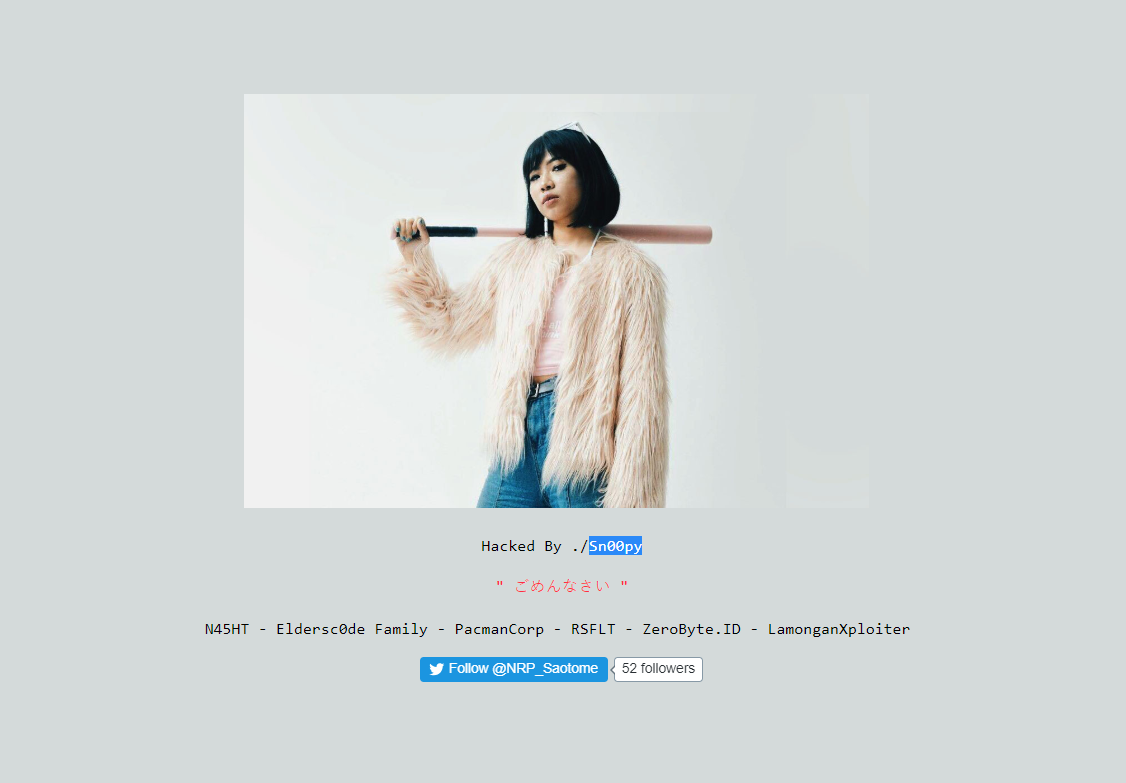 Hacked By ./Sn00py
" ごめんなさい "
N45HT - Eldersc0de Family - PacmanCorp - RSFLT - ZeroByte.ID - LamonganXploiter
Follow @NRP_Saotome 52 followers